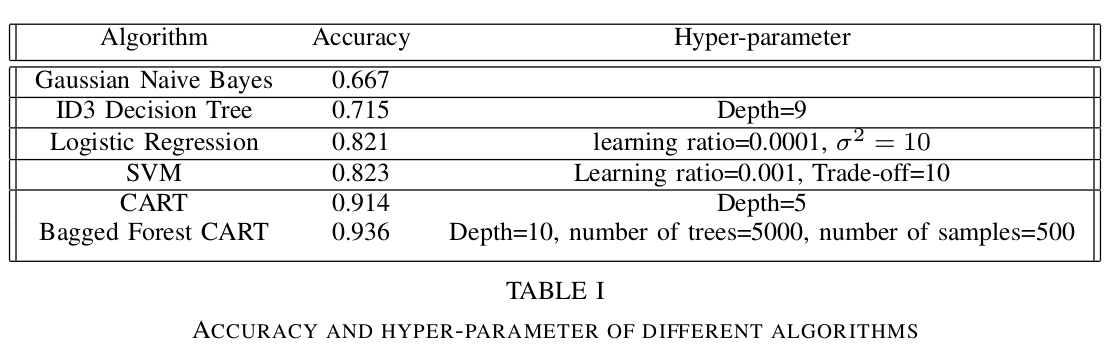 Algorithm Accuracy Hyper-parameter
Gaussian Naive Bayes 0.667
ID3 Decision Tree 0.715 Depth=9
Logistic Regression 0.821 learning ratio=0.0001, σ² = 10
SVM 0.823 Learning ratio=0.001, Trade-off=10
CART 0.914 Depth=5
Bagged Forest CART 0.936 Depth=10, number of trees=5000, number of samples=500
TABLE I
ACCURACY AND HYPER-PARAMETER OF DIFFERENT ALGORITHMS